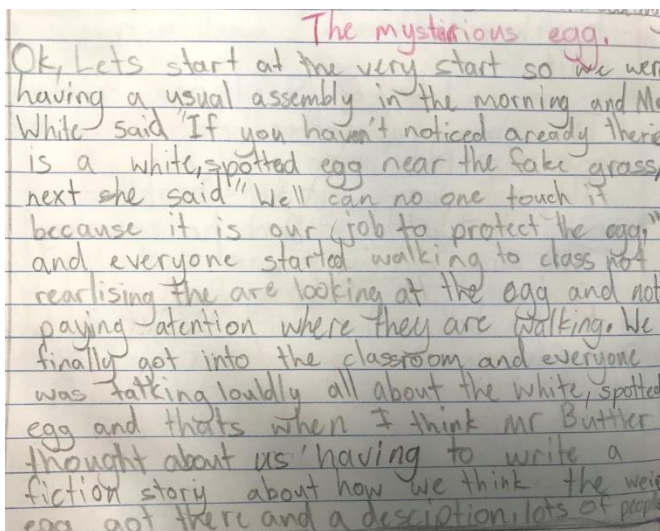 The mysterious egg.
Ok, Lets start at the very start so we wer
having a usual assembly in the morning and M
White said "If you haven't noticed aready there
is a white, spotted egg near the fake grass,
next she said "Well can no one touch it
because it is our job to protect the egg,"
and everyone started walking to class not
rearlising the are looking at the egg and not
paying atention where they are walking. We
finally got into the classroom and everyone
was talking louldly all about the white, spotted
egg and thats when I think mr Buttler
thought about us having to write a
fiction story about how we think the weir
egg got there and a desciption, lots of people